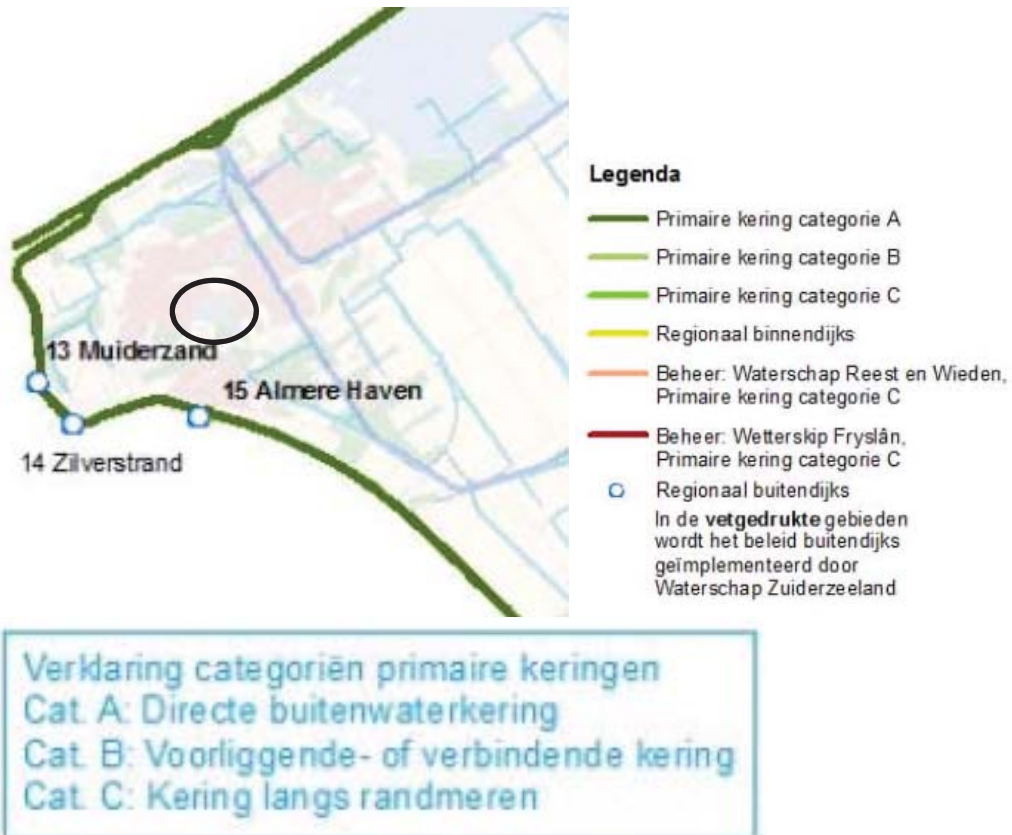 13 Muiderzand
15 Almere Haven
14 Zilverstrand
Legenda
Primaire kering categorie A
Primaire kering categorie B
Primaire kering categorie C
Regionaal binnendijks
Beheer: Waterschap Reest en Wieden,
Primaire kering categorie C
Beheer: Wetterskip Fryslân,
Primaire kering categorie C
Regionaal buitendijks
In de vetgedrukte gebieden
wordt het beleid buitendijks
geïmplementeerd door
Waterschap Zuiderzeeland
Verklaring categoriën primaire keringen
Cat. A: Directe buitenwaterkering
Cat. B: Voorliggende- of verbindende kering
Cat. C: Kering langs randmeren